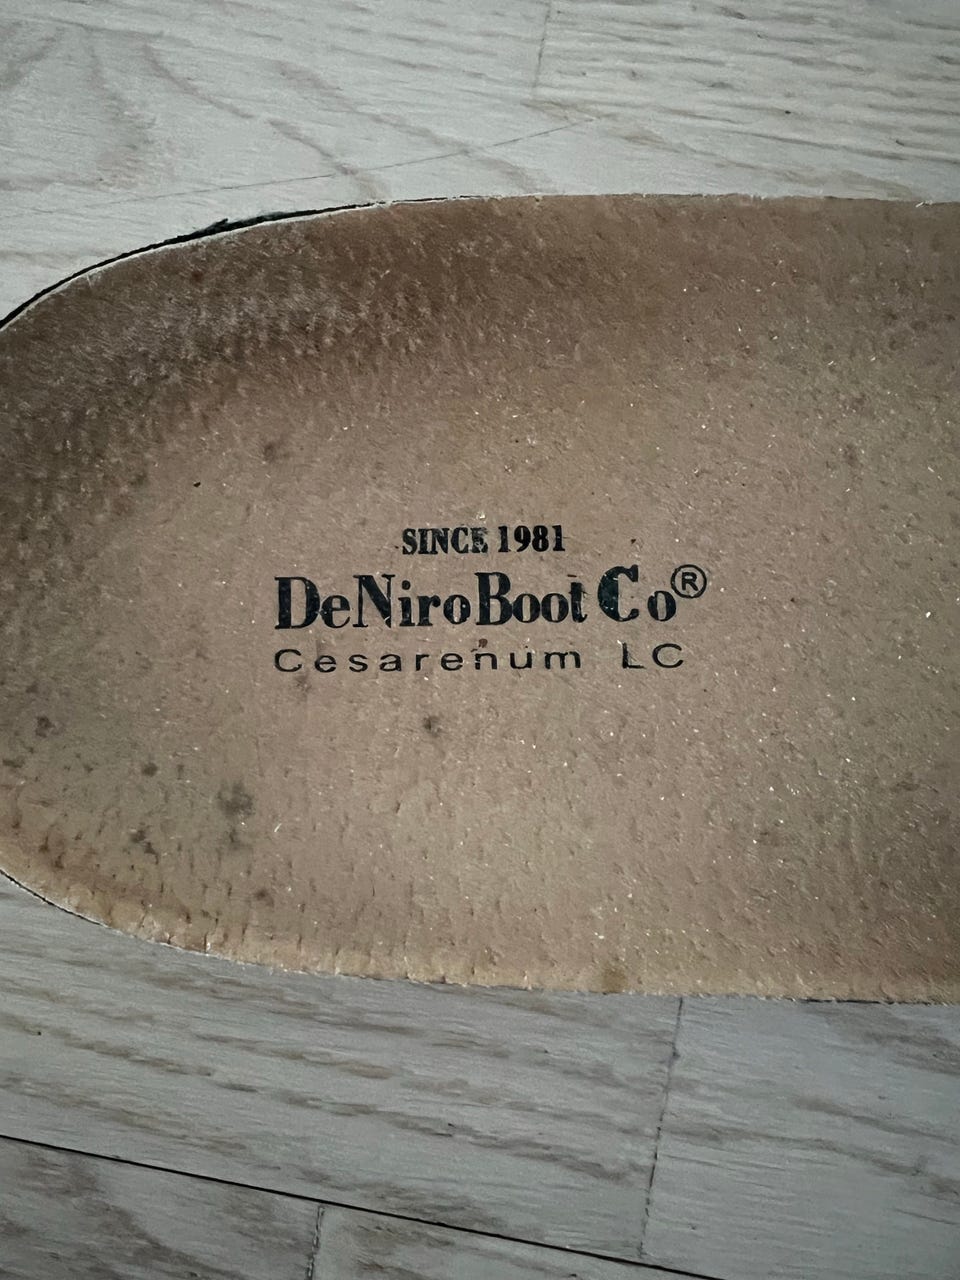 SINCE 1981
DeNiroBootCo®
Cesarenum LC